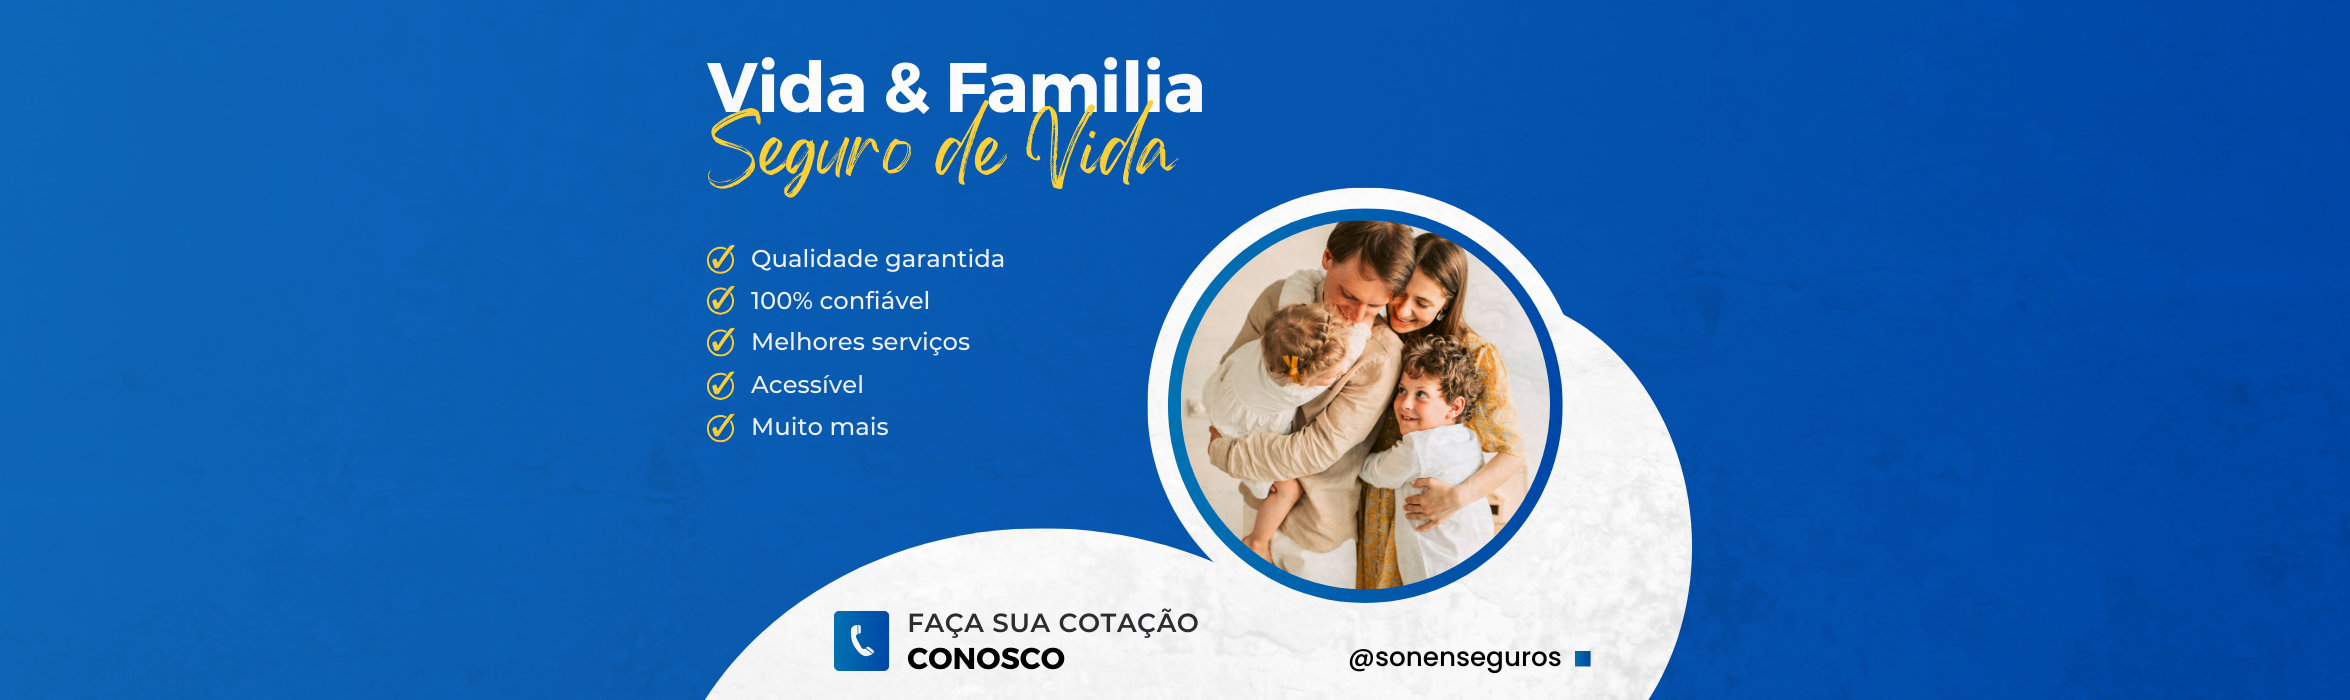 Vida & Familia
Seguro de Vida
Qualidade garantida
100% confiável
Melhores serviços
Acessível
Muito mais
FAÇA SUA COTAÇÃO
CONOSCO
@sonenseguros